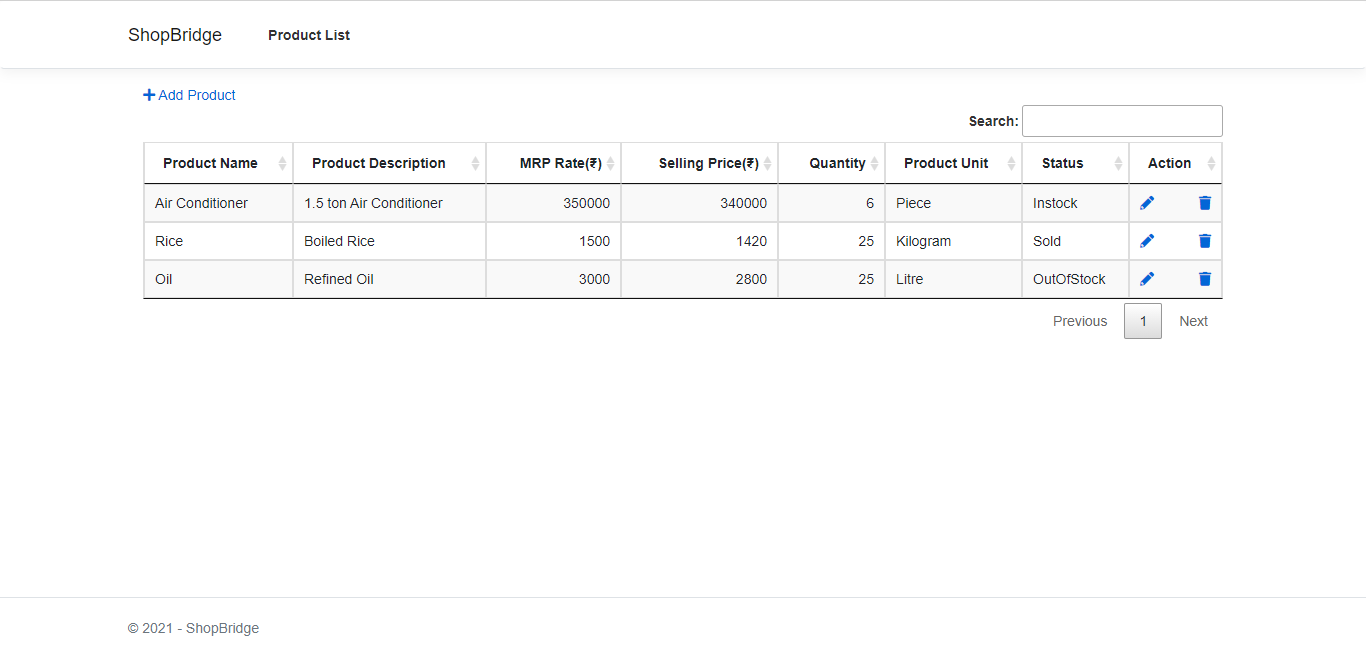 ShopBridge Product List
Add Product
Search:
Product Name Product Description MRP Rate(₹) Selling Price(₹) Quantity Product Unit Status Action
Air Conditioner 1.5 ton Air Conditioner 350000 340000 6 Piece Instock
Rice Boiled Rice 1500 1420 25 Kilogram Sold
Oil Refined Oil 3000 2800 25 Litre OutOfStock
Previous 1 Next
© 2021 - ShopBridge